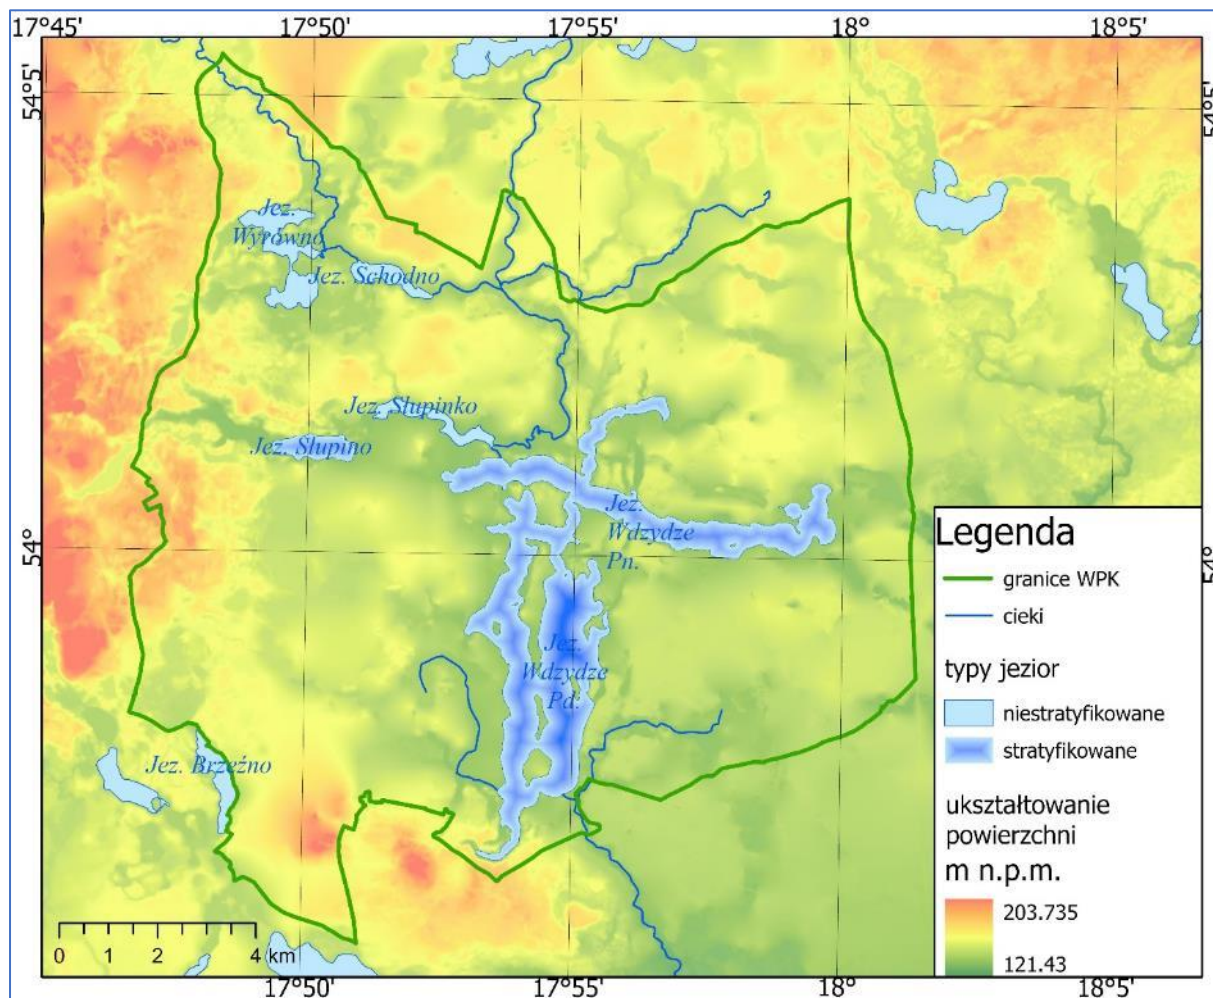 17°45'
17°50'
17°55'
18°
18°5'
54°5'
54°5'
Jez.
Wyrówno
Jez. Schodno
Jez. Słupinko
Jez. Słupino
Jez.
Wdzydze
Pn.
54°
54°
Jez.
Wdzydze
Pd.
Jez. Brzeźno
Legenda
granice WPK
cieki
typy jezior
niestratyfikowane
stratyfikowane
ukształtowanie
powierzchni
m n.p.m.
203.735
121.43
0 2 4 km
17°50'
17°55'
18°
18°5'